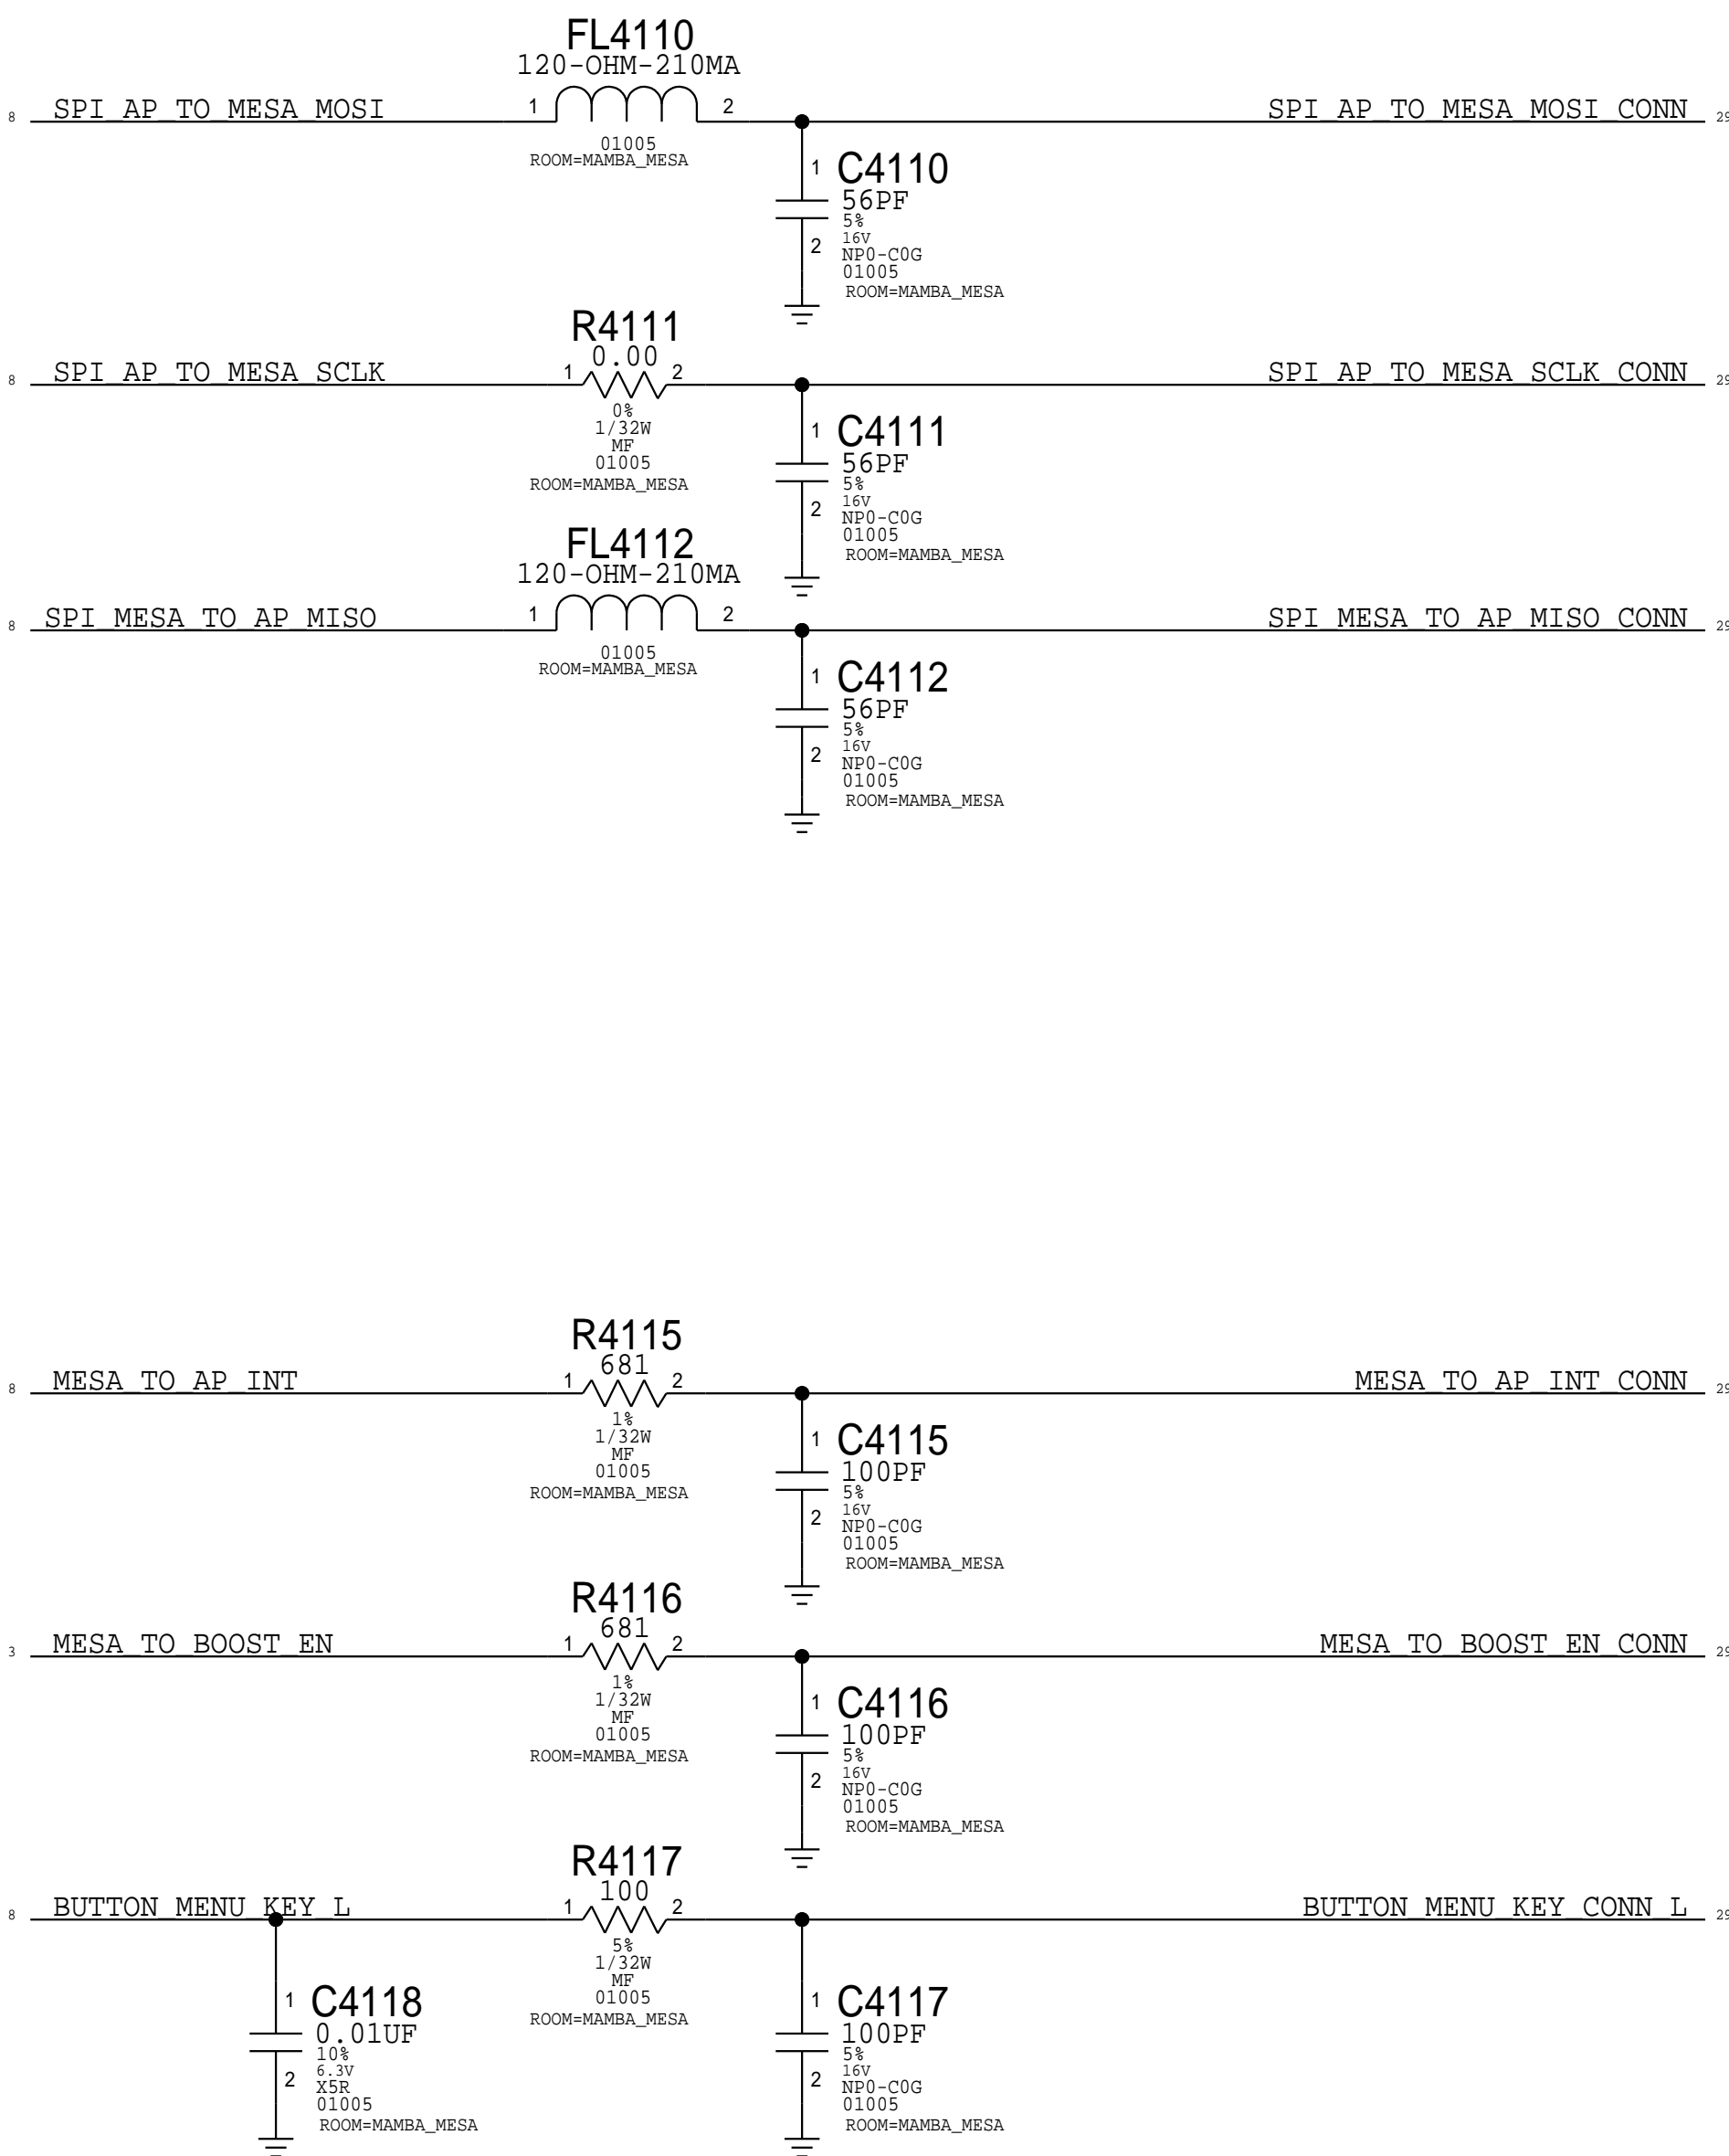 FL4110
120-OHM-210MA
8 SPI_AP_TO_MESA_MOSI 1 2 SPI_AP_TO_MESA_MOSI_CONN 29
01005
ROOM=MAMBA_MESA
1 C4110
56PF
5%
16V
2 NP0-C0G
01005
ROOM=MAMBA_MESA
R4111
0.00
8 SPI_AP_TO_MESA_SCLK 1 2 SPI_AP_TO_MESA_SCLK_CONN 29
0%
1/32W
MF
01005
ROOM=MAMBA_MESA
1 C4111
56PF
5%
16V
2 NP0-C0G
01005
ROOM=MAMBA_MESA
FL4112
120-OHM-210MA
8 SPI_MESA_TO_AP_MISO 1 2 SPI_MESA_TO_AP_MISO_CONN 29
01005
ROOM=MAMBA_MESA
1 C4112
56PF
5%
16V
2 NP0-C0G
01005
ROOM=MAMBA_MESA
R4115
681
8 MESA_TO_AP_INT 1 2 MESA_TO_AP_INT_CONN 29
1%
1/32W
MF
01005
ROOM=MAMBA_MESA
1 C4115
100PF
5%
16V
2 NP0-C0G
01005
ROOM=MAMBA_MESA
R4116
681
3 MESA_TO_BOOST_EN 1 2 MESA_TO_BOOST_EN_CONN 29
1%
1/32W
MF
01005
ROOM=MAMBA_MESA
1 C4116
100PF
5%
16V
2 NP0-C0G
01005
ROOM=MAMBA_MESA
R4117
100
8 BUTTON_MENU_KEY_L 1 2 BUTTON_MENU_KEY_CONN_L 29
5%
1/32W
MF
01005
ROOM=MAMBA_MESA
1 C4118
0.01UF
10%
6.3V
2 X5R
01005
ROOM=MAMBA_MESA
1 C4117
100PF
5%
16V
2 NP0-C0G
01005
ROOM=MAMBA_MESA